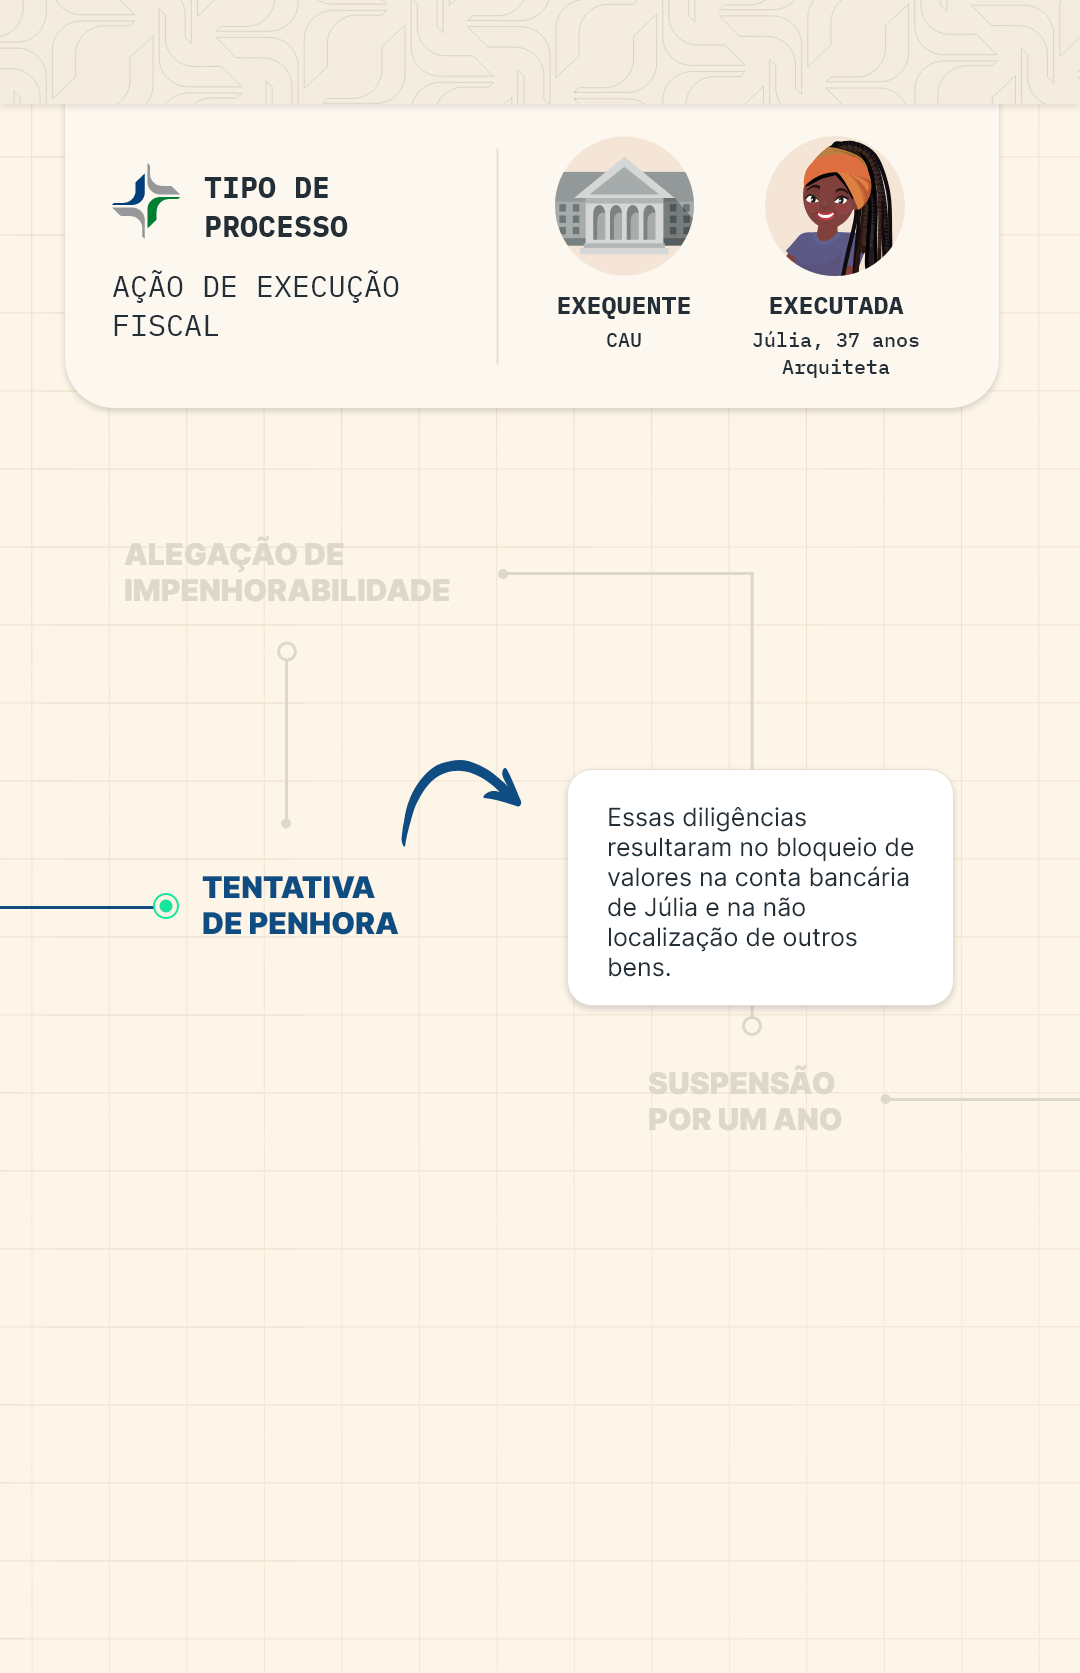 TIPO DE
PROCESSO
AÇÃO DE EXECUÇÃO
FISCAL
EXEQUENTE
CAU
EXECUTADA
Júlia, 37 anos
Arquiteta
ALEGAÇÃO DE
IMPENHORABILIDADE
TENTATIVA
DE PENHORA
Essas diligências
resultaram no bloqueio de
valores na conta bancária
de Júlia e na não
localização de outros
bens.
SUSPENSÃO
POR UM ANO